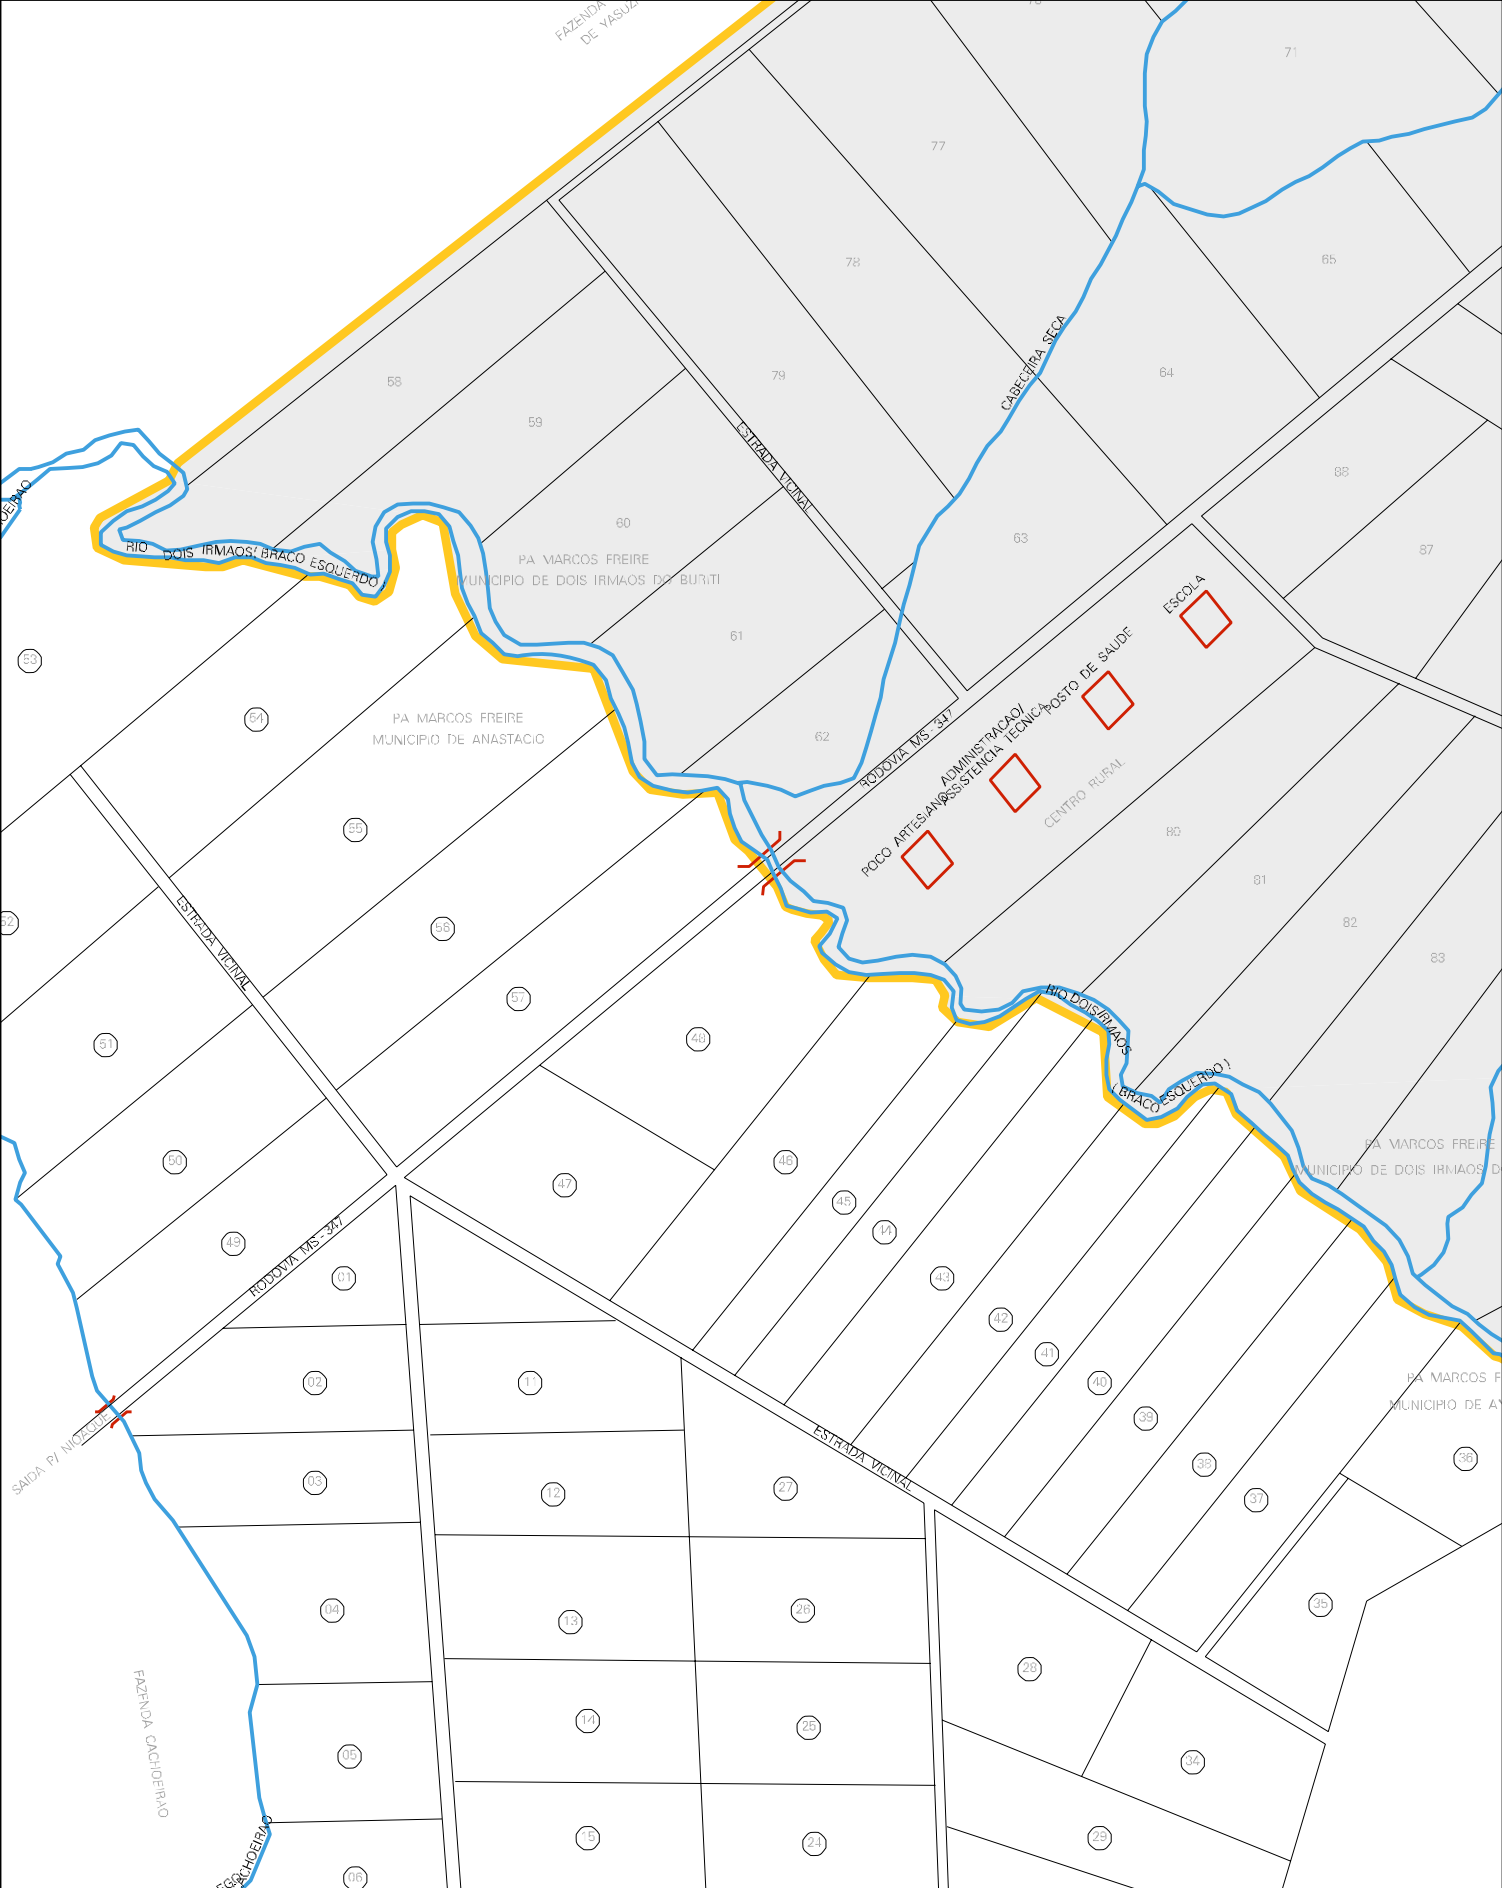 FAZENDA
DE YASUZ
71
77
78
65
79
64
CABECEIRA SECA
58
59
ESTRADA VICINAL
88
60
63
87
RIO DOIS IRMAOS( BRACO ESQUERDO )
PA MARCOS FREIRE
MUNICIPIO DE DOIS IRMAOS DO BURITI
ESCOLA
61
53
54
PA MARCOS FREIRE
MUNICIPIO DE ANASTACIO
62
RODOVIA MS - 347
POSTO DE SAUDE
ADMINISTRACAO/
ASSISTENCIA TECNICA
POCO ARTESIANO
CENTRO RURAL
80
55
81
52
56
82
ESTRADA VICINAL
83
57
RIO DOIS IRMAOS
( BRACO ESQUERDO )
51
48
PA MARCOS FREIRE
MUNICIPIO DE DOIS IRMAOS D
50
47
46
45
44
49
RODOVIA MS - 347
01
43
42
41
02
11
40
PA MARCOS F
MUNICIPIO DE A
39
SAIDA P/ NIOAQUE
ESTRADA VICINAL
03
12
27
38
36
37
04
13
26
35
28
FAZENDA CACHOEIRAO
05
14
25
34
15
24
29
06
CACHOEIRAO